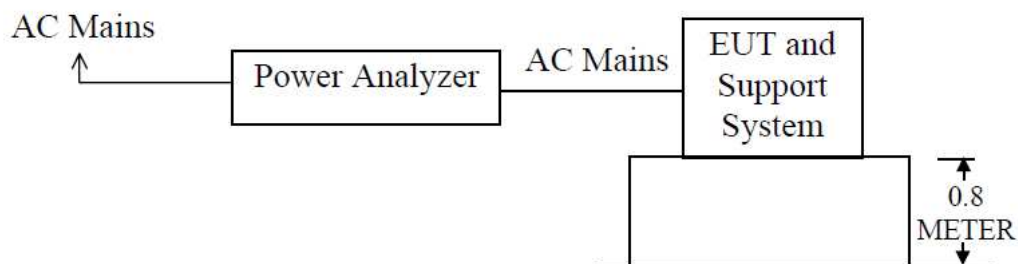 AC Mains
Power Analyzer
AC Mains
EUT and
Support
System
0.8
METER